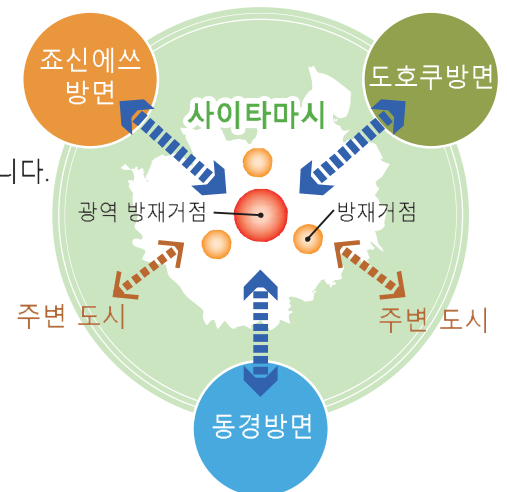 죠신에쓰
방면
도호쿠방면
사이타마시
니다.
광역 방재거점
방재거점
주변 도시
주변 도시
동경방면